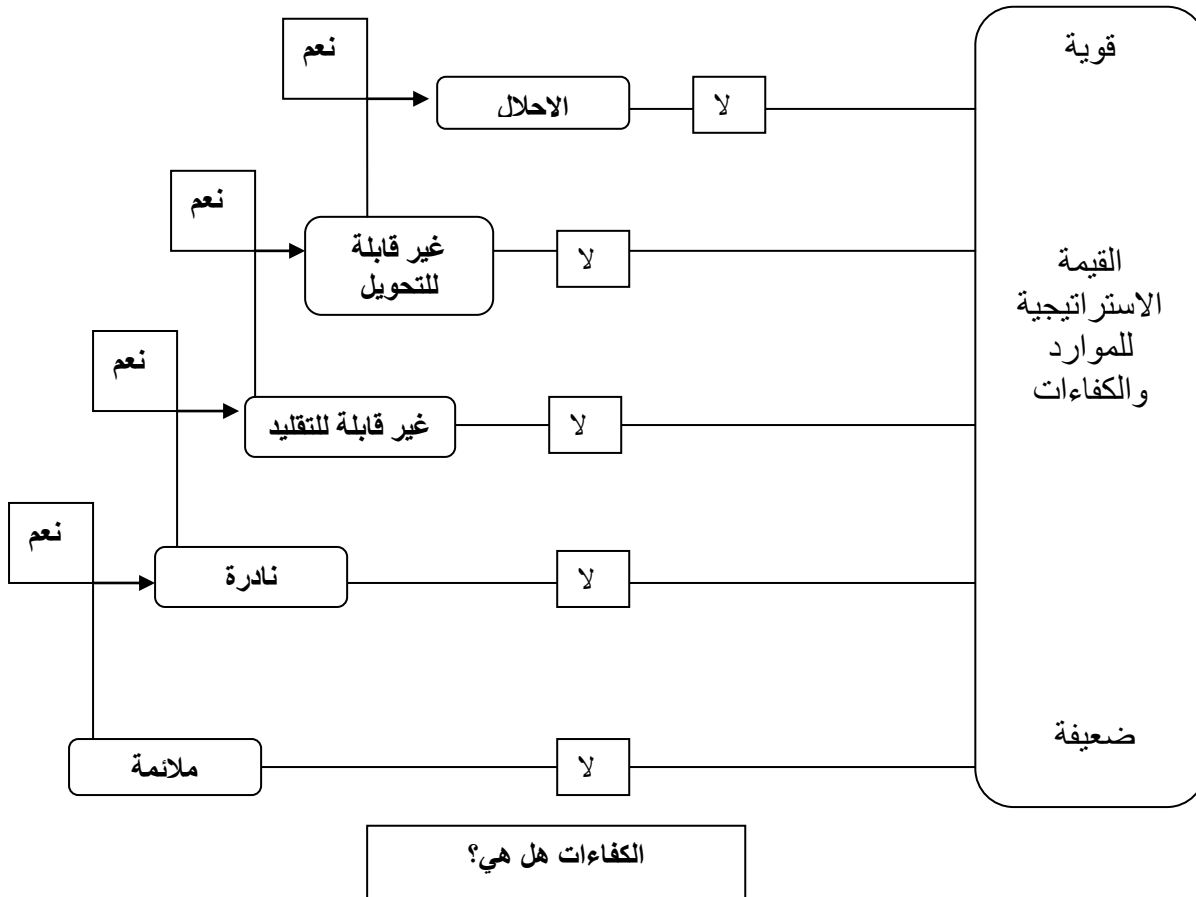 نعم
قوية
الاحلال
لا
نعم
غير قابلة
للتحويل
لا
القيمة
الاستراتيجية
للموارد
والكفاءات
نعم
غير قابلة للتقليد
لا
نعم
نادرة
لا
ضعيفة
ملائمة
لا
الكفاءات هل هي؟